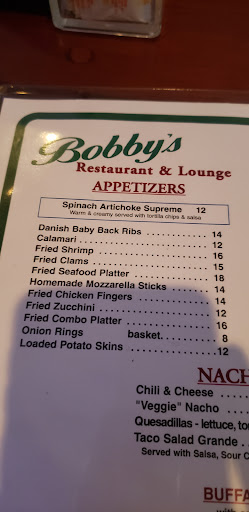 Bobby's
Restaurant & Lounge
APPETIZERS
Spinach Artichoke Supreme 12
Warm & creamy served with tortilla chips & salsa
Danish Baby Back Ribs . . . . . . . . . . 14
Calamari . . . . . . . . . . . . . . . . . . . . 12
Fried Shrimp . . . . . . . . . . . . . . . . . 16
Fried Clams . . . . . . . . . . . . . . . . . . 15
Fried Seafood Platter . . . . . . . . . . . 18
Homemade Mozzarella Sticks . . . . . 14
Fried Chicken Fingers . . . . . . . . . . 14
Fried Zucchini . . . . . . . . . . . . . . . . 12
Fried Combo Platter . . . . . . . . . . . . 16
Onion Rings basket. . . . . . . . . 8
Loaded Potato Skins . . . . . . . . . . . . 12
NACH
Chili & Cheese . . . . .
"Veggie" Nacho . . . .
Quesadillas - lettuce, to
Taco Salad Grande . .
Served with Salsa, Sour C
BUFFA